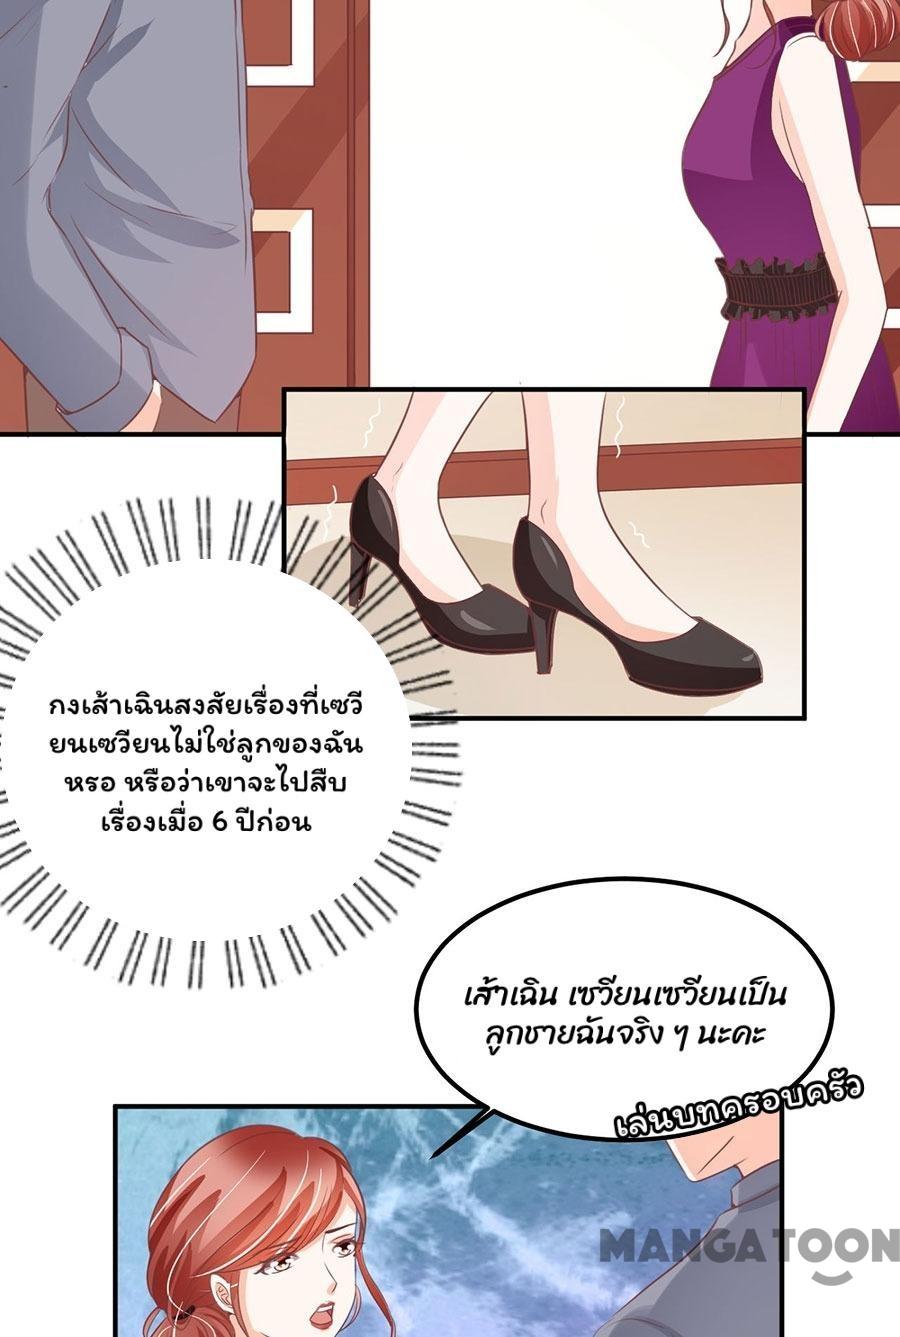 กงเส้าเฉินสงสัยเรื่องที่เซวี
ยนเซวียนไม่ใช่ลูกของฉัน
หรอ หรือว่าเขาจะไปสืบ
เรื่องเมื่อ 6 ปีก่อน
เส้าเฉิน เซวียนเซวียนเป็น
ลูกชายฉันจริง ๆ นะคะ
เล่นบทครอบครัว
MANGATOON